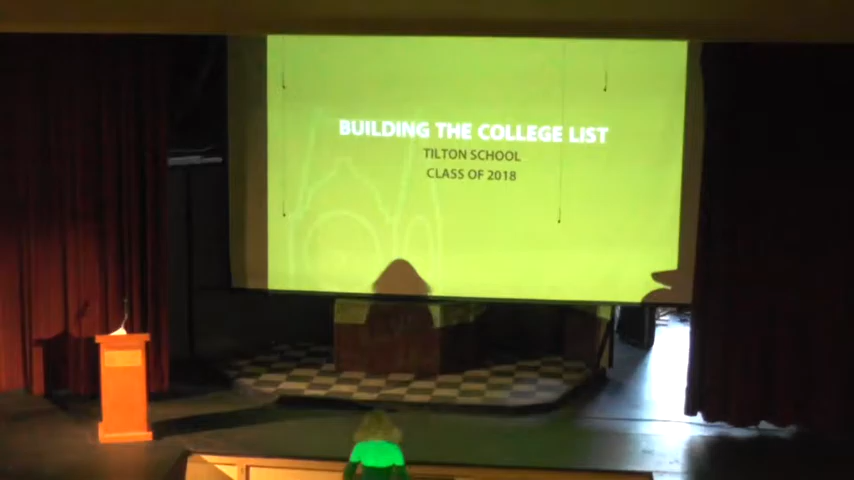 BUILDING THE COLLEGE LIST
TILTON SCHOOL
CLASS OF 2018